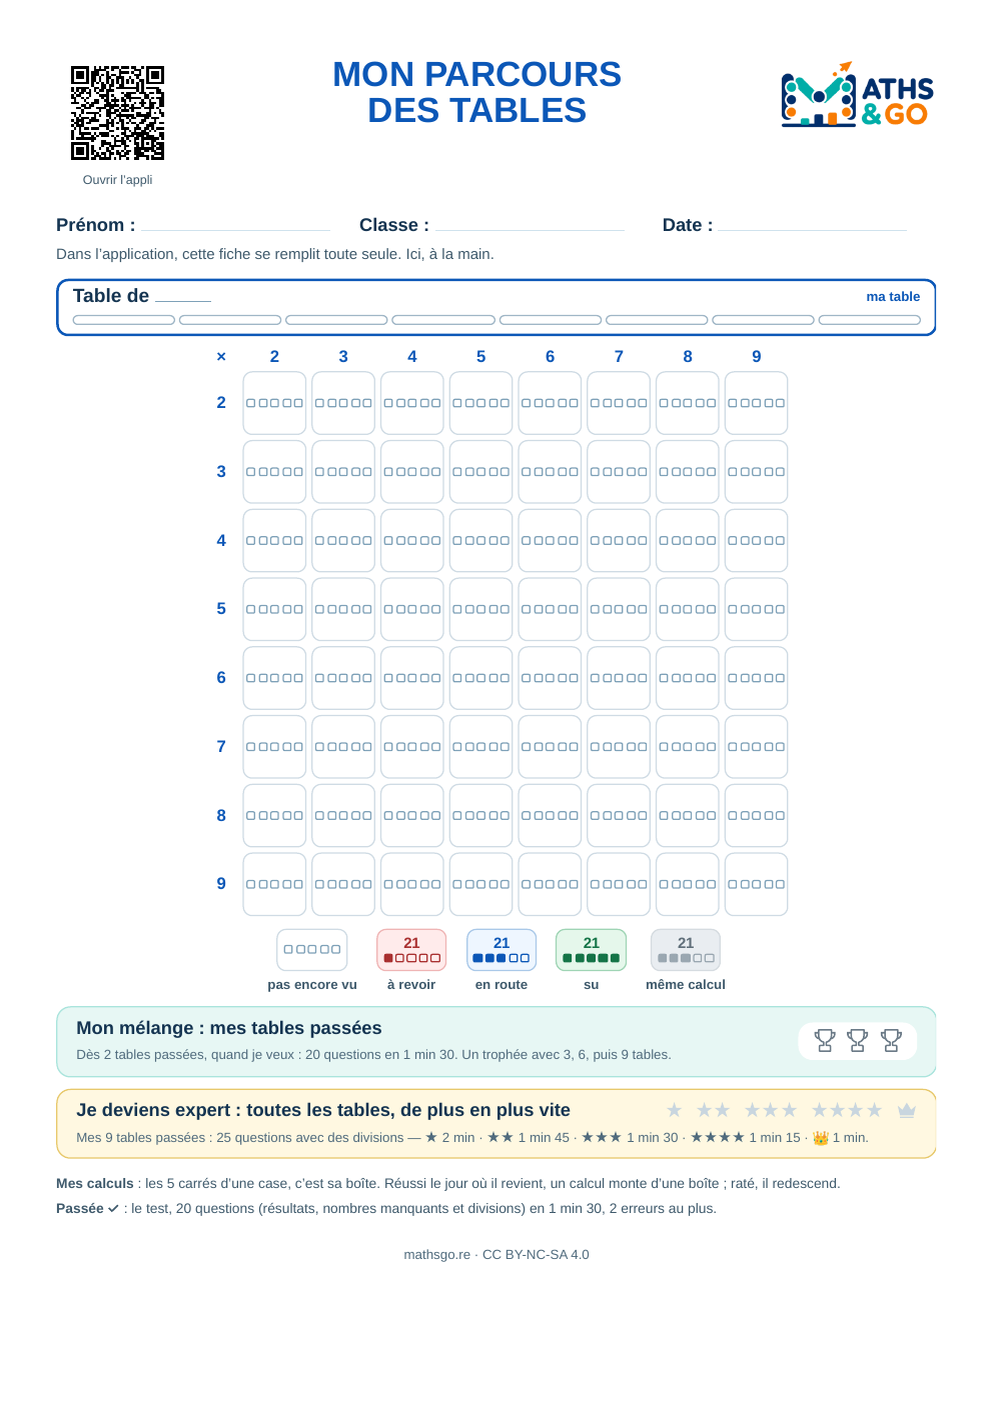 MON PARCOURS
DES TABLES
ATHS
&GO
Ouvrir l’appli
Prénom : Classe : Date :
Dans l’application, cette fiche se remplit toute seule. Ici, à la main.
Table de ma table
× 2 3 4 5 6 7 8 9
2
3
4
5
6
7
8
9
21 21 21 21
pas encore vu à revoir en route su même calcul
Mon mélange : mes tables passées
Dès 2 tables passées, quand je veux : 20 questions en 1 min 30. Un trophée avec 3, 6, puis 9 tables.
Je deviens expert : toutes les tables, de plus en plus vite ★ ★★ ★★★ ★★★★
Mes 9 tables passées : 25 questions avec des divisions — ★ 2 min · ★★ 1 min 45 · ★★★ 1 min 30 · ★★★★ 1 min 15 · 👑 1 min.
Mes calculs : les 5 carrés d’une case, c’est sa boîte. Réussi le jour où il revient, un calcul monte d’une boîte ; raté, il redescend.
Passée ✓ : le test, 20 questions (résultats, nombres manquants et divisions) en 1 min 30, 2 erreurs au plus.
mathsgo.re · CC BY-NC-SA 4.0